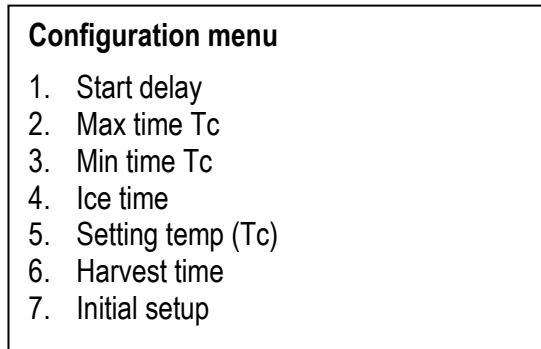 Configuration menu
1. Start delay
2. Max time Tc
3. Min time Tc
4. Ice time
5. Setting temp (Tc)
6. Harvest time
7. Initial setup